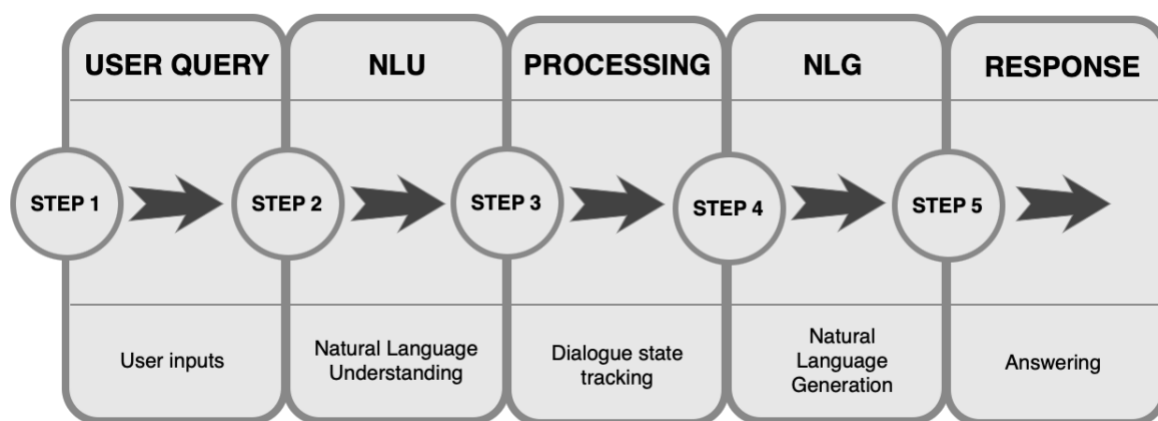 USER QUERY
NLU
PROCESSING
NLG
RESPONSE
STEP 1
STEP 2
STEP 3
STEP 4
STEP 5
User inputs
Natural Language
Understanding
Dialogue state
tracking
Natural
Language
Generation
Answering